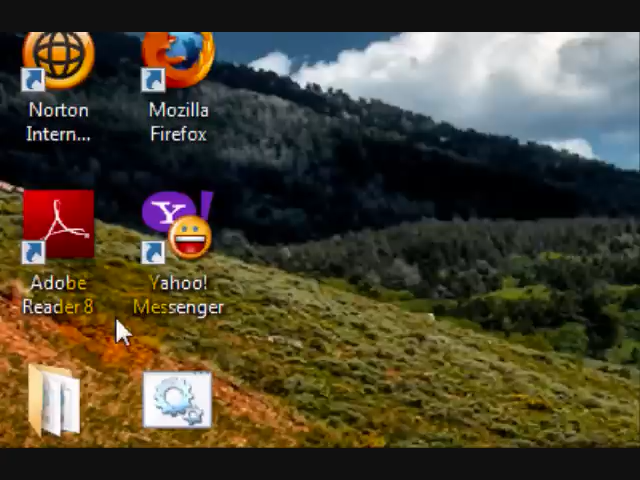 Norton
Intern...
Mozilla
Firefox
Adobe
Reader 8
Yahoo!
Messenger